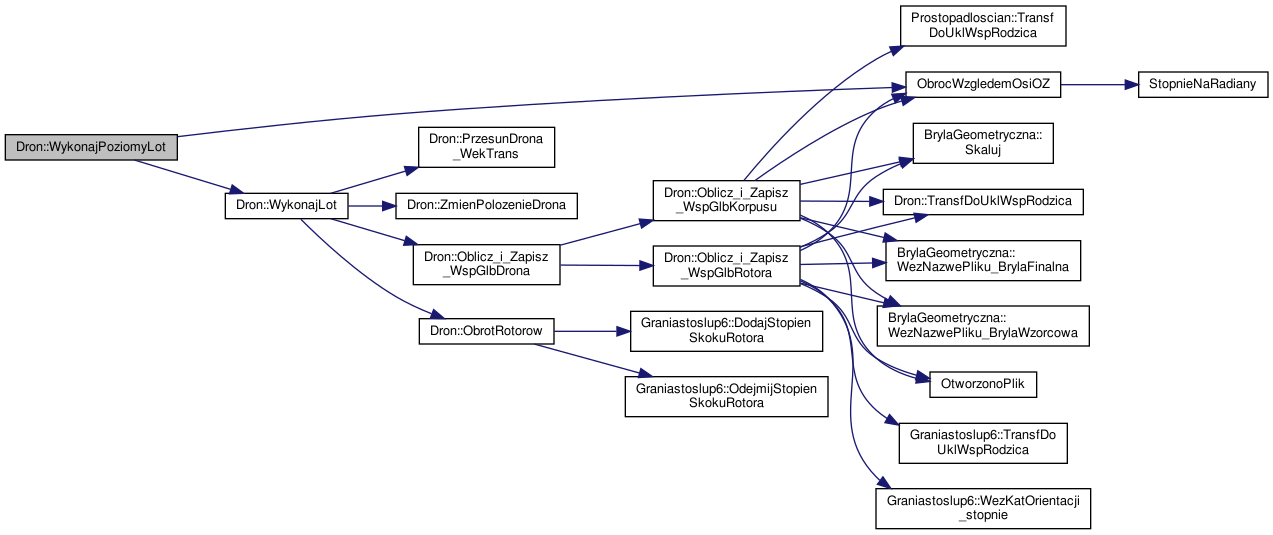 Dron::WykonajPoziomyLot
Dron::WykonajLot
Dron::PrzesunDrona
_WekTrans
Dron::ZmienPolozenieDrona
Dron::Oblicz_i_Zapisz
_WspGlbDrona
Dron::ObrotRotorow
Dron::Oblicz_i_Zapisz
_WspGlbKorpusu
Dron::Oblicz_i_Zapisz
_WspGlbRotora
Graniastoslup6::DodajStopien
SkokuRotora
Graniastoslup6::OdejmijStopien
SkokuRotora
Prostopadloscian::Transf
DoUklWspRodzica
ObrocWzgledemOsiOZ
StopnieNaRadiany
BrylaGeometryczna::
Skaluj
Dron::TransfDoUklWspRodzica
BrylaGeometryczna::
WezNazwePliku_BrylaFinalna
BrylaGeometryczna::
WezNazwePliku_BrylaWzorcowa
OtworzonoPlik
Graniastoslup6::TransfDo
UklWspRodzica
Graniastoslup6::WezKatOrientacji
_stopnie